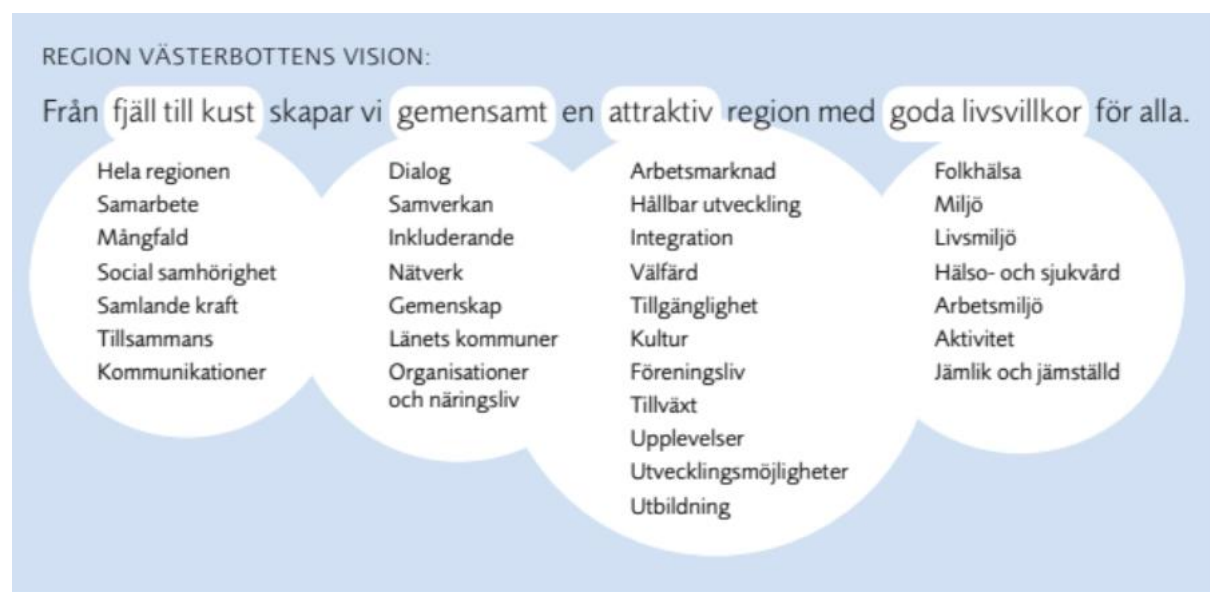 REGION VÄSTERBOTTENS VISION:
Från fjäll till kust skapar vi gemensamt en attraktiv region med goda livsvillkor för alla.
Hela regionen
Samarbete
Mångfald
Social samhörighet
Samlande kraft
Tillsammans
Kommunikationer
Dialog
Samverkan
Inkluderande
Nätverk
Gemenskap
Länets kommuner
Organisationer
och näringsliv
Arbetsmarknad
Hållbar utveckling
Integration
Välfärd
Tillgänglighet
Kultur
Föreningsliv
Tillväxt
Upplevelser
Utvecklingsmöjligheter
Utbildning
Folkhälsa
Miljö
Livsmiljö
Hälso- och sjukvård
Arbetsmiljö
Aktivitet
Jämlik och jämställd